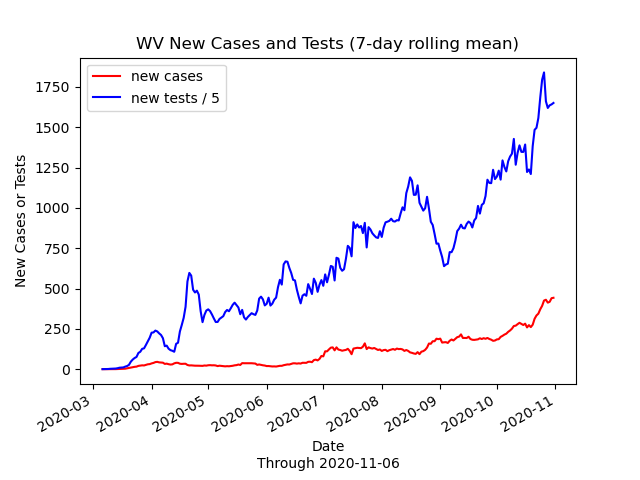 WV New Cases and Tests (7-day rolling mean)
new cases
new tests / 5
New Cases or Tests
1750
1500
1250
1000
750
500
250
0
2020-03
2020-04
2020-05
2020-06
2020-07
2020-08
2020-09
2020-10
2020-11
Date
Through 2020-11-06